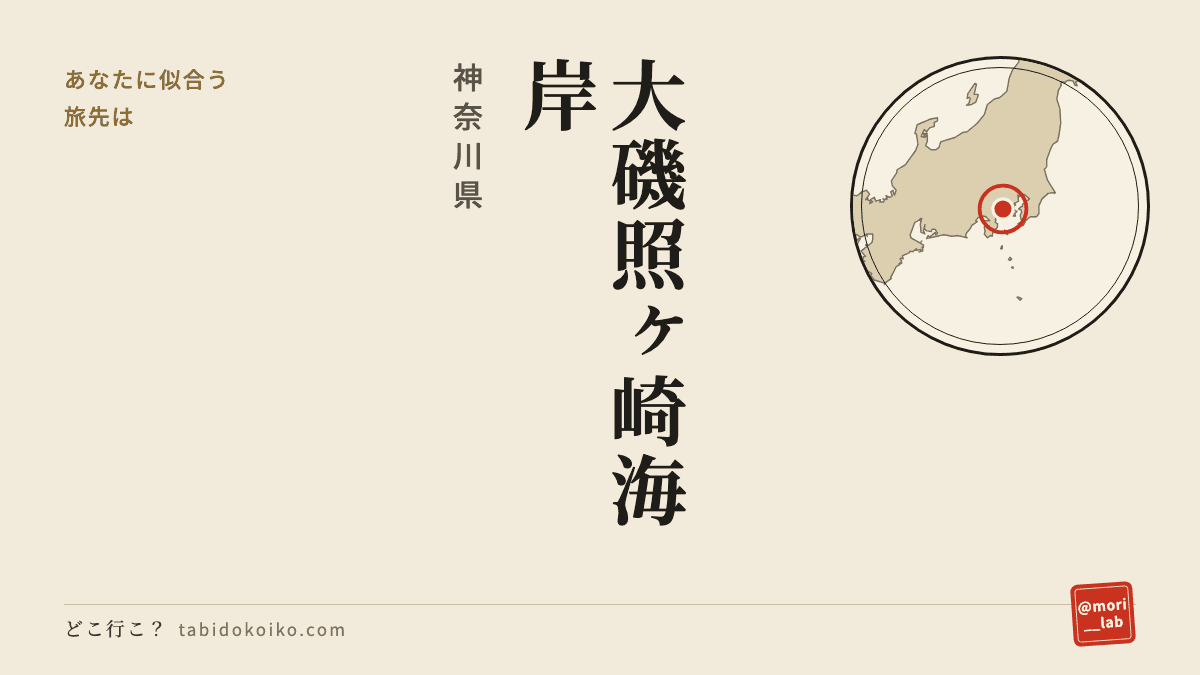 あなたに似合う
旅先は
大磯照ヶ崎海
岸
神奈川県
どこ行こ？ tabidokoiko.com
@mori
__lab